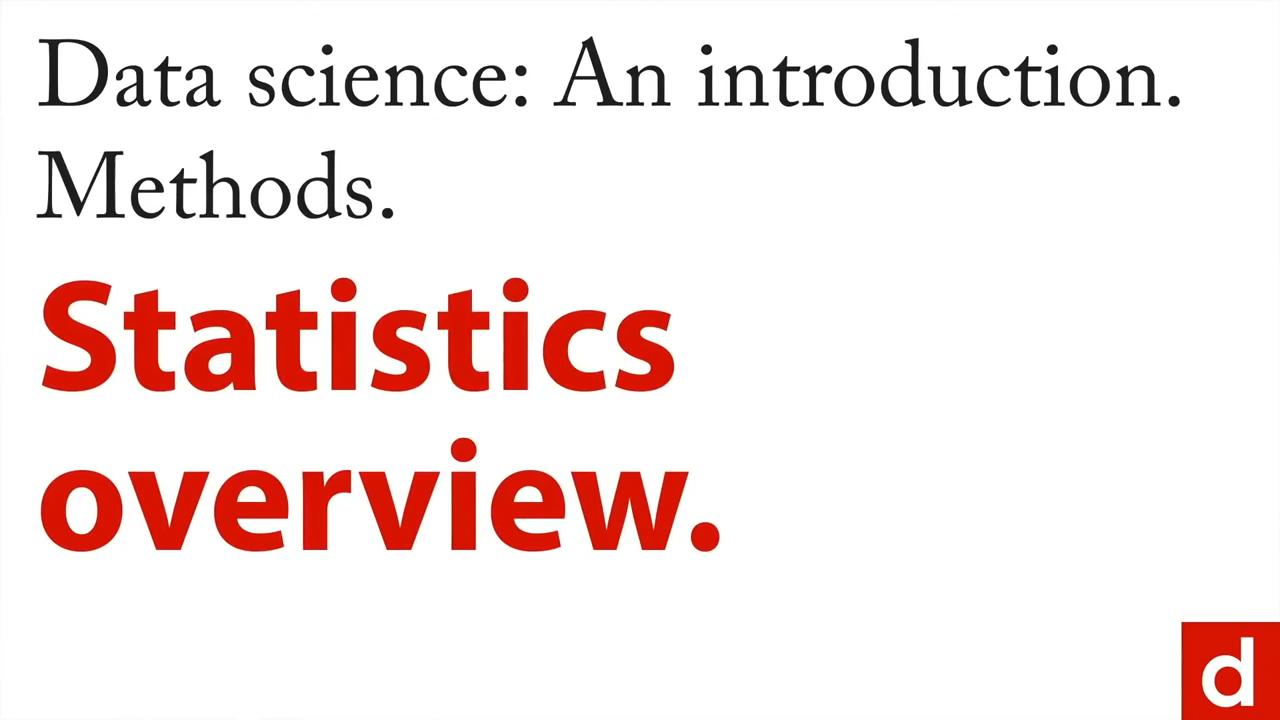 Data science: An introduction.
Methods.
Statistics
overview.
d